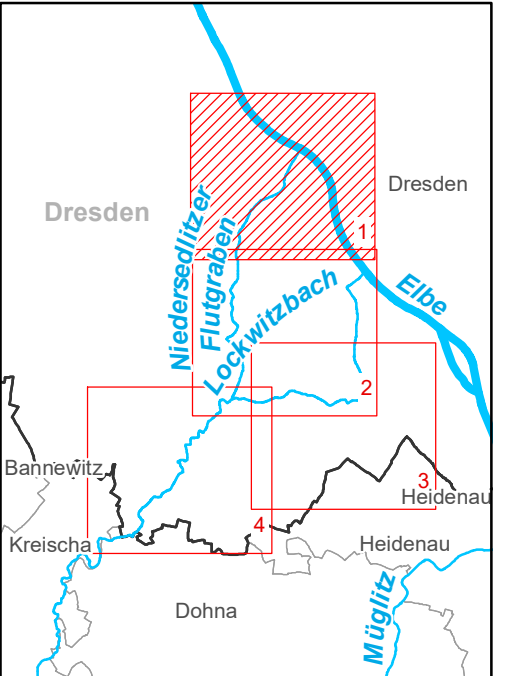 Dresden
Dresden
Niedersedlitzer
Flutgraben
1
Elbe
Lockwitzbach
2
Bannewitz
3
Heidenau
4
Kreischa
Heidenau
Dohna
Müglitz